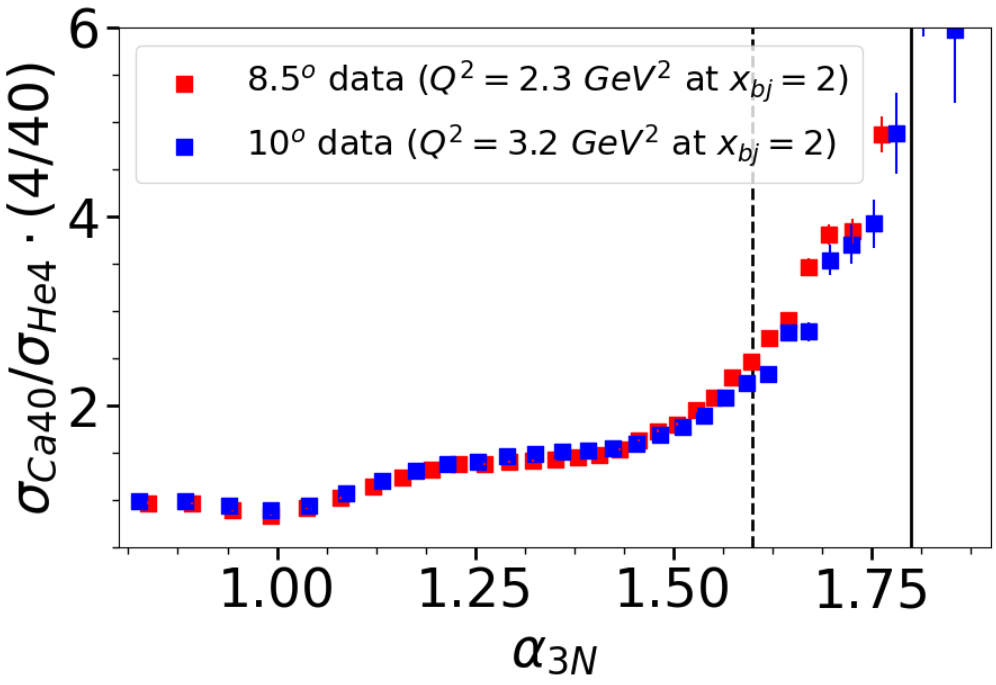 6
8.5° data (Q² = 2.3 GeV² at x_bj = 2)
10° data (Q² = 3.2 GeV² at x_bj = 2)
4
2
σ_Ca40/σ_He4 · (4/40)
1.00 1.25 1.50 1.75
α_3N